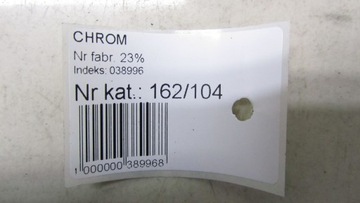 CHROM
Nr fabr. 23%
Indeks: 038996
Nr kat.: 162/104
1 000000 389968